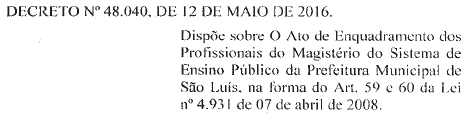 DECRETO Nº 48.040, DE 12 DE MAIO DE 2016.
Dispõe sobre O Ato de Enquadramento dos
Profissionais do Magistério do Sistema de
Ensino Público da Prefeitura Municipal de
São Luís, na forma do Art. 59 e 60 da Lei
nº 4.931 de 07 de abril de 2008.